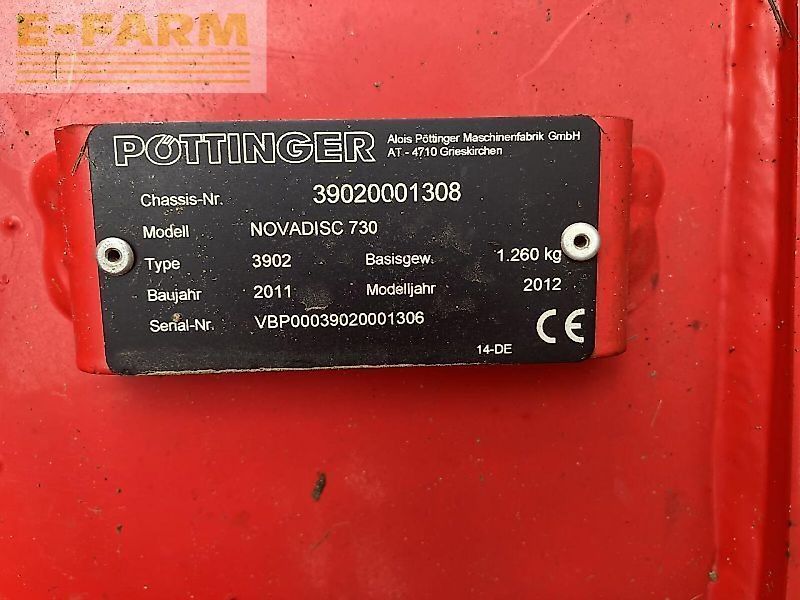 E-FARM
PÖTTINGER
Alois Pöttinger Maschinenfabrik GmbH
AT - 4710 Grieskirchen
Chassis-Nr. 39020001308
Modell NOVADISC 730
Type 3902 Basisgew. 1.260 kg
Baujahr 2011 Modelljahr 2012
Serial-Nr. VBP00039020001306
CE
14-DE